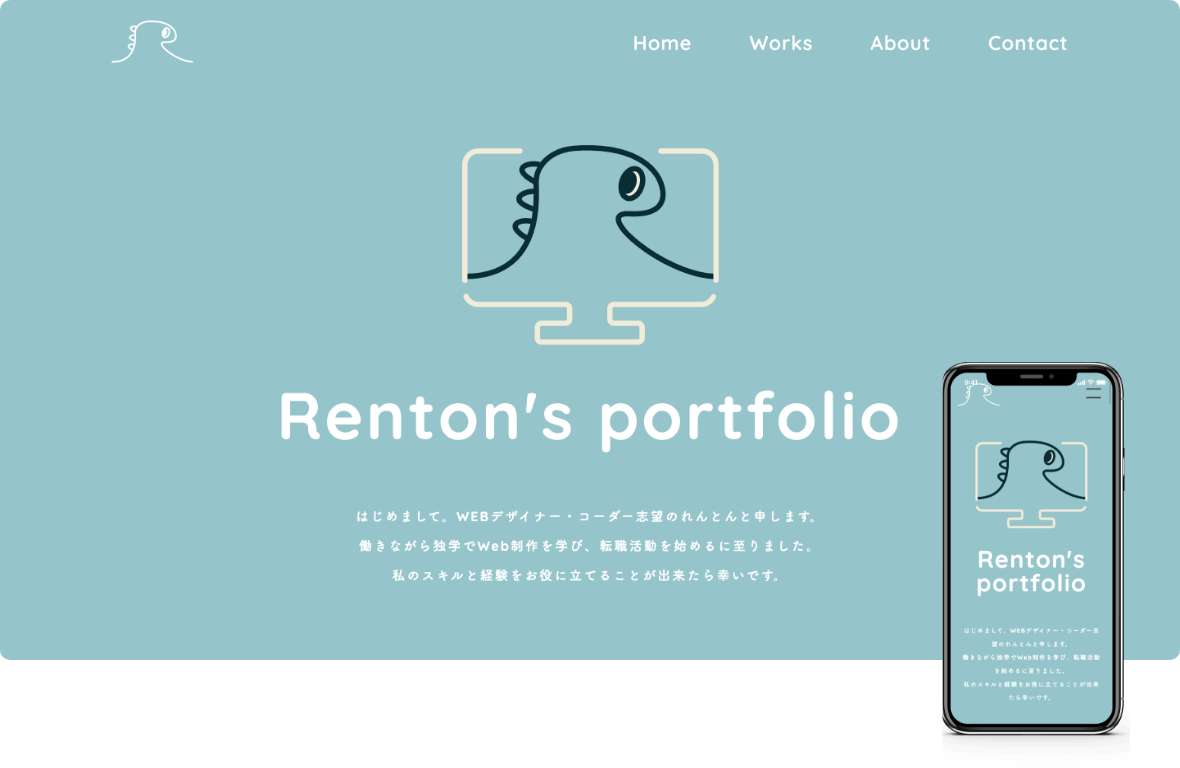 Home Works About Contact
Renton's portfolio
はじめまして。WEBデザイナー・コーダー志望のれんとんと申します。
働きながら独学でWeb制作を学び、転職活動を始めるに至りました。
私のスキルと経験をお役に立てることが出来たら幸いです。
9:41
Renton's
portfolio
はじめまして。WEBデザイナー・コーダー志
望のれんとんと申します。
働きながら独学でWeb制作を学び、転職活動
を始めるに至りました。
私のスキルと経験をお役に立てることが出来
たら幸いです。